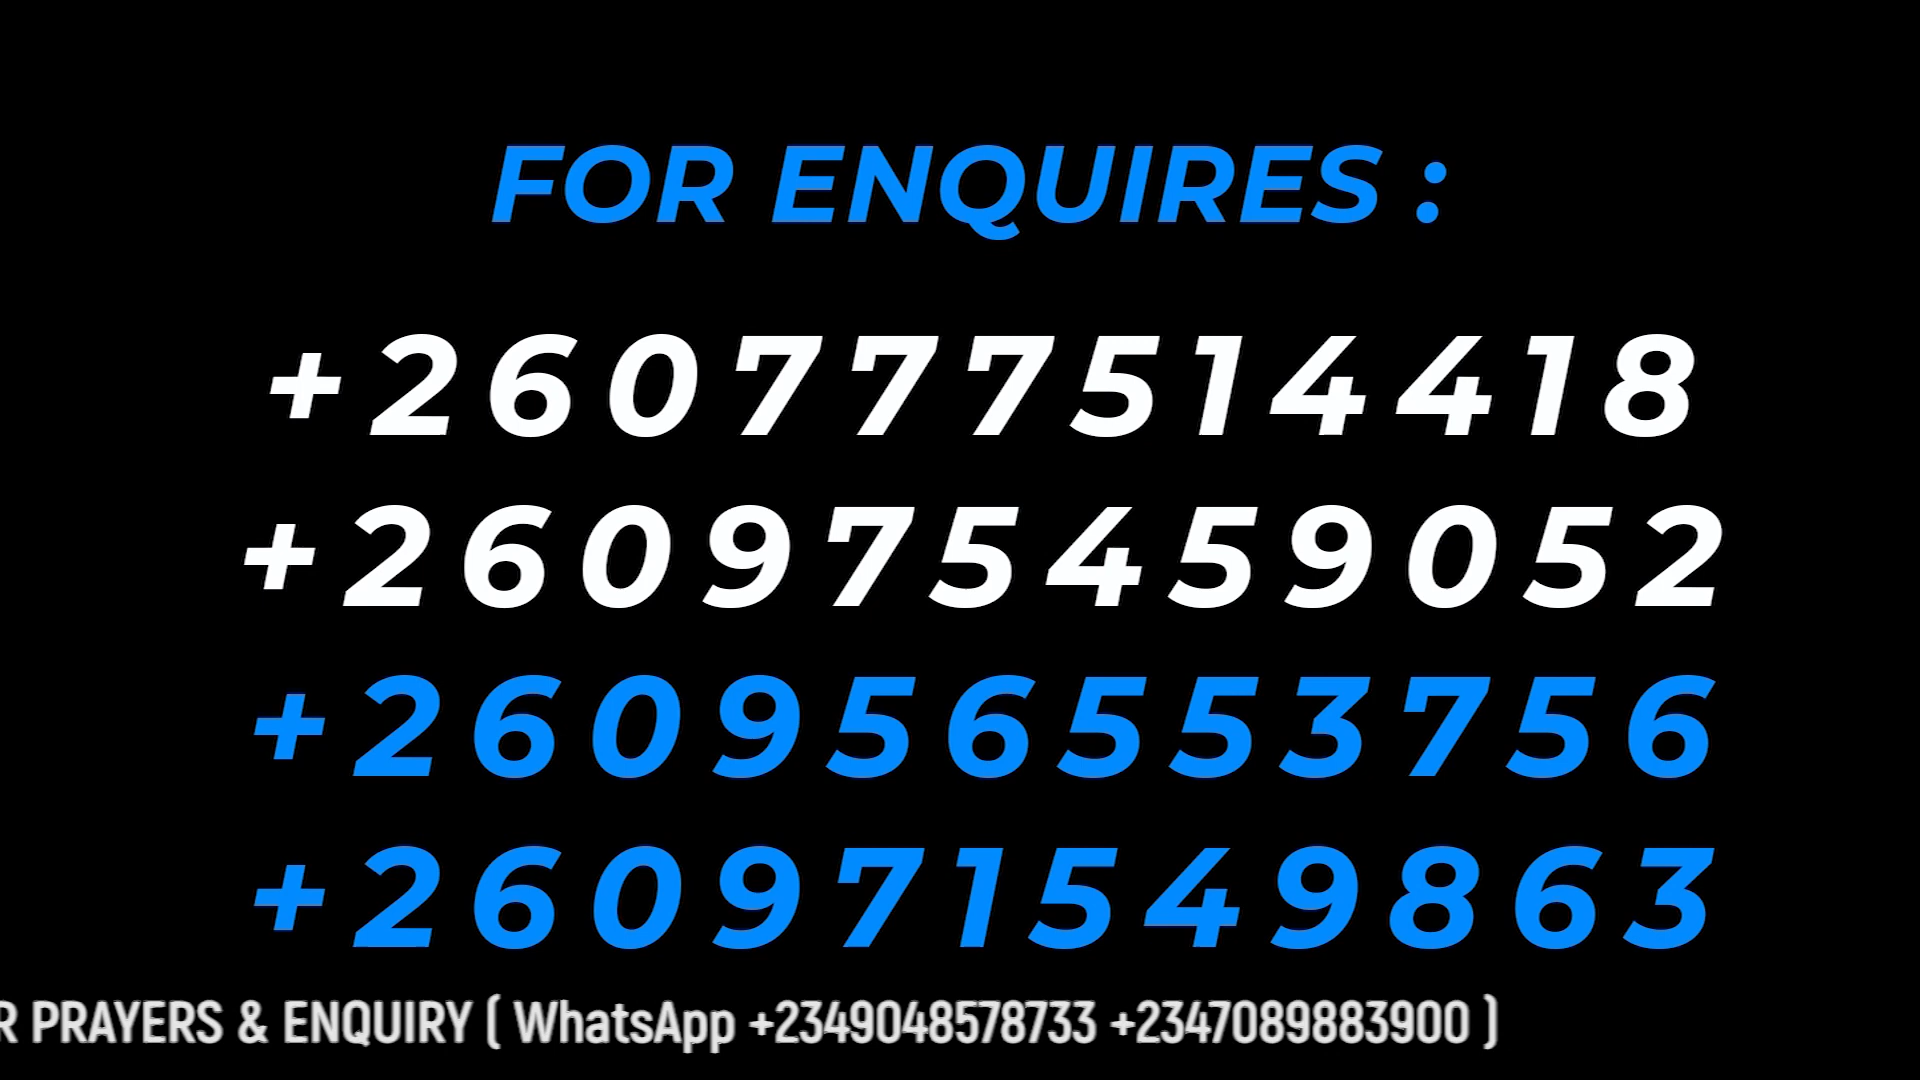 FOR ENQUIRES :
+260777514418
+260975459052
+260956553756
+260971549863
R PRAYERS & ENQUIRY ( WhatsApp +2349048578733 +2347089883900 )